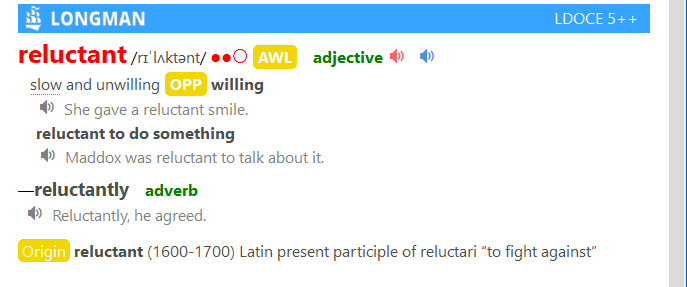 LONGMAN LDOCE 5++
reluctant /rɪˈlʌktənt/ ●●○ AWL adjective
slow and unwilling OPP willing
She gave a reluctant smile.
reluctant to do something
Maddox was reluctant to talk about it.
—reluctantly adverb
Reluctantly, he agreed.
Origin reluctant (1600-1700) Latin present participle of reluctari “to fight against”